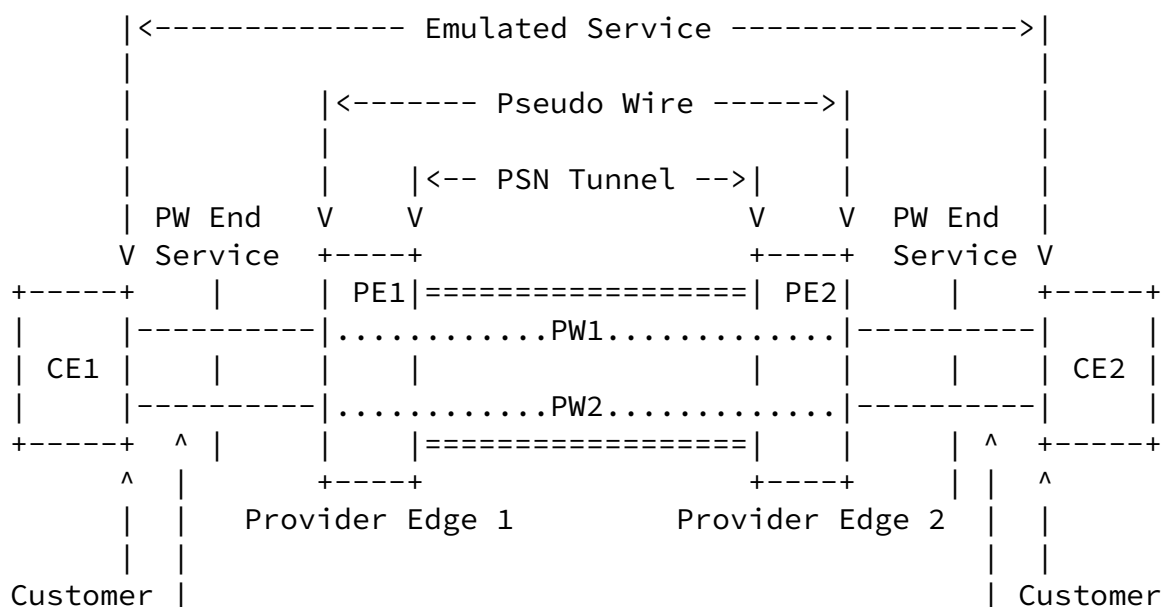 |<-------------- Emulated Service --------------->|
|<------- Pseudo Wire ------>|
|<-- PSN Tunnel -->|
PW End V V V V PW End
V Service +----+ +----+ Service V
+-----+ | | PE1|==================| PE2| | +-----+
| |----------|............PW1.............|----------| |
| CE1 | | | | | | | | CE2 |
| |----------|............PW2.............|----------| |
+-----+ ^ | | |==================| | | ^ +-----+
^ | +----+ +----+ | | ^
| | Provider Edge 1 Provider Edge 2 | |
Customer | | Customer